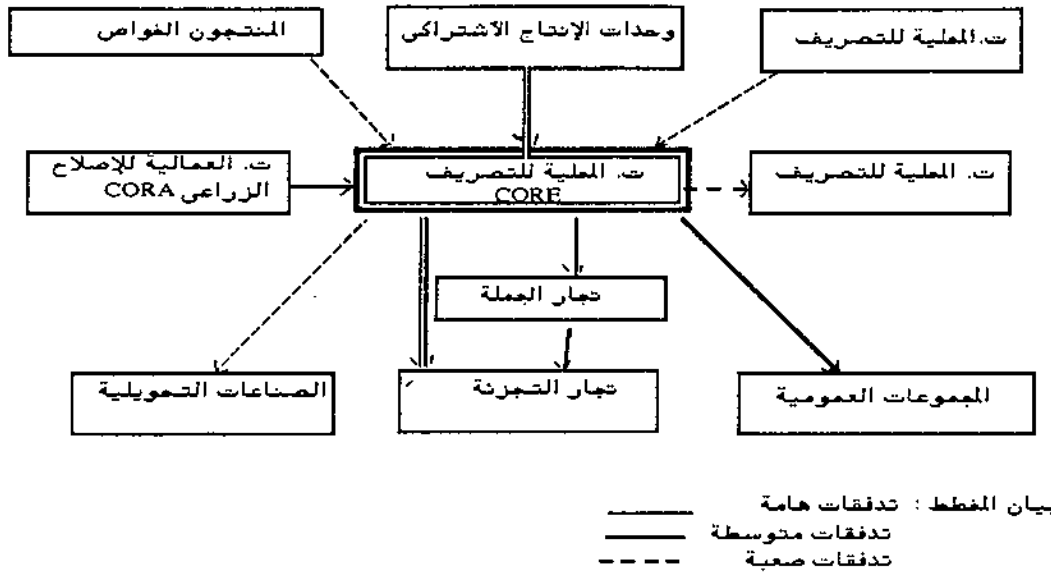 المنتجون الخواص
وحدات الإنتاج الاشتراكي
ت.المحلية للتصريف
ت. العمالية للإصلاح
الزراعي CORA
ت. المحلية للتصريف
CORE
ت. المحلية للتصريف
تجار الجملة
الصناعات التحويلية
تجار التجزئة
المجموعات العمومية
بيان المخطط : تدفقات هامة
تدفقات متوسطة
تدفقات صعبة